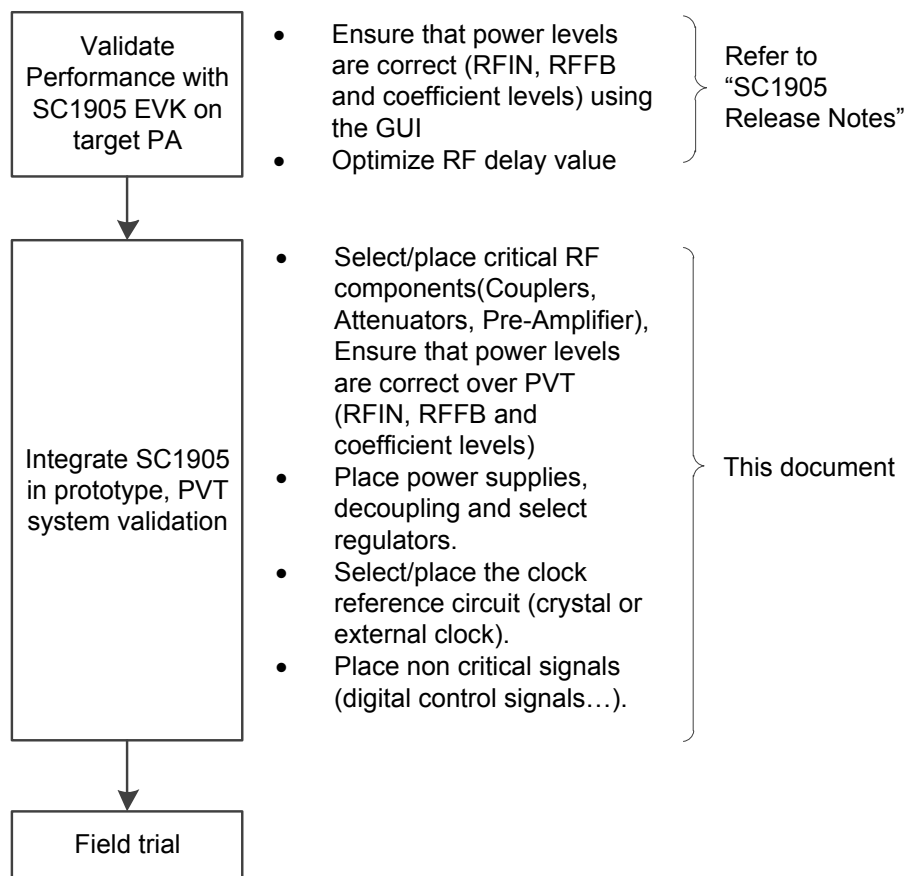 Validate
Performance with
SC1905 EVK on
target PA
• Ensure that power levels
are correct (RFIN, RFFB
and coefficient levels) using
the GUI
• Optimize RF delay value
Refer to
“SC1905
Release Notes”
Integrate SC1905
in prototype, PVT
system validation
• Select/place critical RF
components(Couplers,
Attenuators, Pre-Amplifier),
Ensure that power levels
are correct over PVT
(RFIN, RFFB and
coefficient levels)
• Place power supplies,
decoupling and select
regulators.
• Select/place the clock
reference circuit (crystal or
external clock).
• Place non critical signals
(digital control signals…).
This document
Field trial